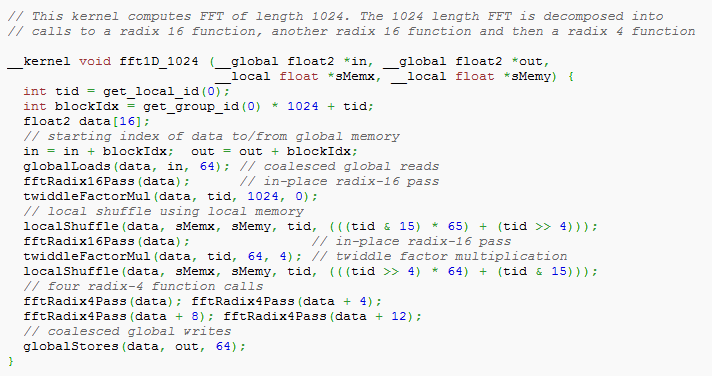 // This kernel computes FFT of length 1024. The 1024 length FFT is decomposed into
// calls to a radix 16 function, another radix 16 function and then a radix 4 function

__kernel void fft1D_1024 (__global float2 *in, __global float2 *out,
                          __local float *sMemx, __local float *sMemy) {
  int tid = get_local_id(0);
  int blockIdx = get_group_id(0) * 1024 + tid;
  float2 data[16];
  // starting index of data to/from global memory
  in = in + blockIdx;  out = out + blockIdx;
  globalLoads(data, in, 64); // coalesced global reads
  fftRadix16Pass(data);      // in-place radix-16 pass
  twiddleFactorMul(data, tid, 1024, 0);
  // local shuffle using local memory
  localShuffle(data, sMemx, sMemy, tid, (((tid & 15) * 65) + (tid >> 4)));
  fftRadix16Pass(data);               // in-place radix-16 pass
  twiddleFactorMul(data, tid, 64, 4); // twiddle factor multiplication
  localShuffle(data, sMemx, sMemy, tid, (((tid >> 4) * 64) + (tid & 15)));
  // four radix-4 function calls
  fftRadix4Pass(data); fftRadix4Pass(data + 4);
  fftRadix4Pass(data + 8); fftRadix4Pass(data + 12);
  // coalesced global writes
  globalStores(data, out, 64);
}